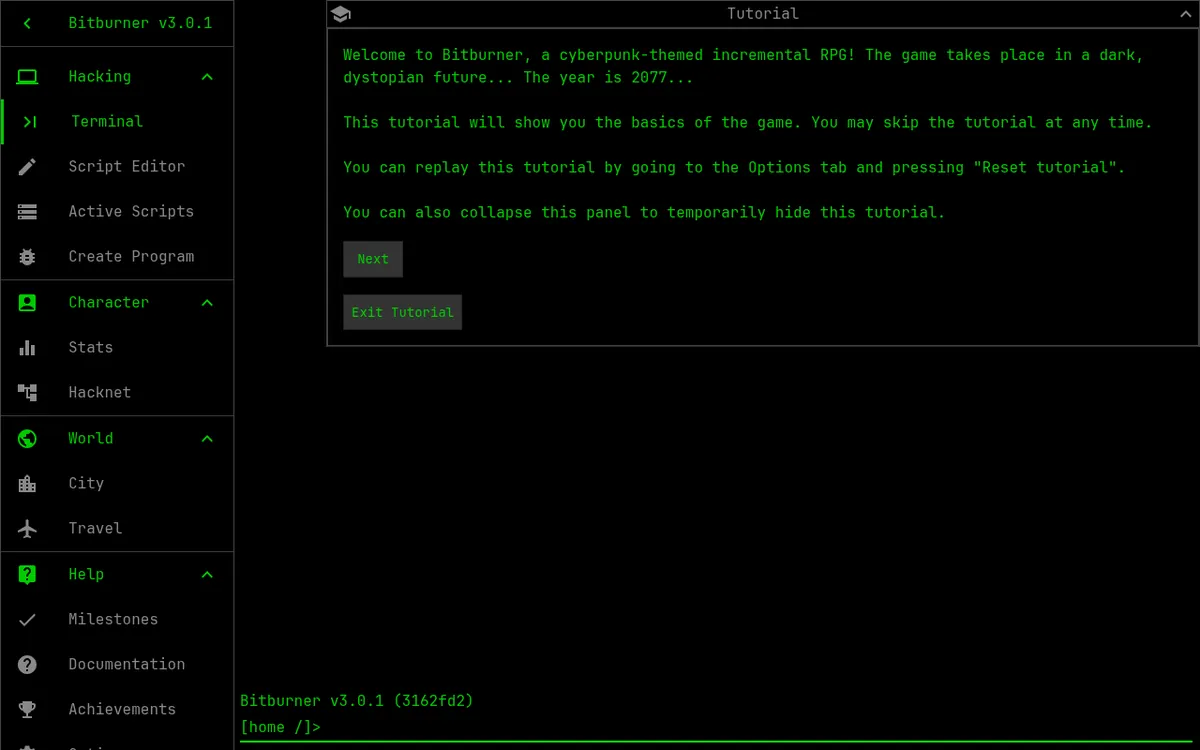 Bitburner v3.0.1
Hacking
Terminal
Script Editor
Active Scripts
Create Program
Character
Stats
Hacknet
World
City
Travel
Help
Milestones
Documentation
Achievements
Tutorial
Welcome to Bitburner, a cyberpunk-themed incremental RPG! The game takes place in a dark,
dystopian future... The year is 2077...
This tutorial will show you the basics of the game. You may skip the tutorial at any time.
You can replay this tutorial by going to the Options tab and pressing "Reset tutorial".
You can also collapse this panel to temporarily hide this tutorial.
Next
Exit Tutorial
Bitburner v3.0.1 (3162fd2)
[home /]>